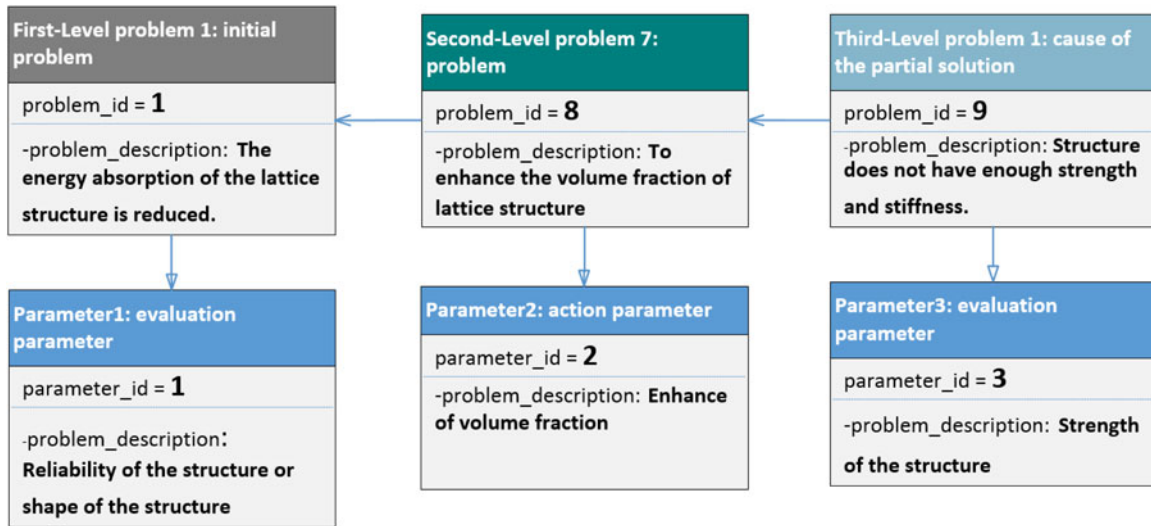 First-Level problem 1: initial
problem
problem_id = 1
-problem_description: The
energy absorption of the lattice
structure is reduced.
Second-Level problem 7:
problem
problem_id = 8
-problem_description: To
enhance the volume fraction of
lattice structure
Third-Level problem 1: cause of
the partial solution
problem_id = 9
-problem_description: Structure
does not have enough strength
and stiffness.
Parameter1: evaluation
parameter
parameter_id = 1
-problem_description:
Reliability of the structure or
shape of the structure
Parameter2: action parameter
parameter_id = 2
-problem_description: Enhance
of volume fraction
Parameter3: evaluation
parameter
parameter_id = 3
-problem_description: Strength
of the structure